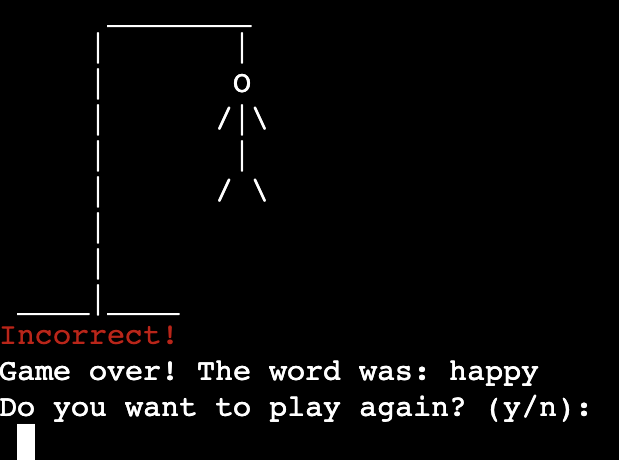 Incorrect!
Game over! The word was: happy
Do you want to play again? (y/n):